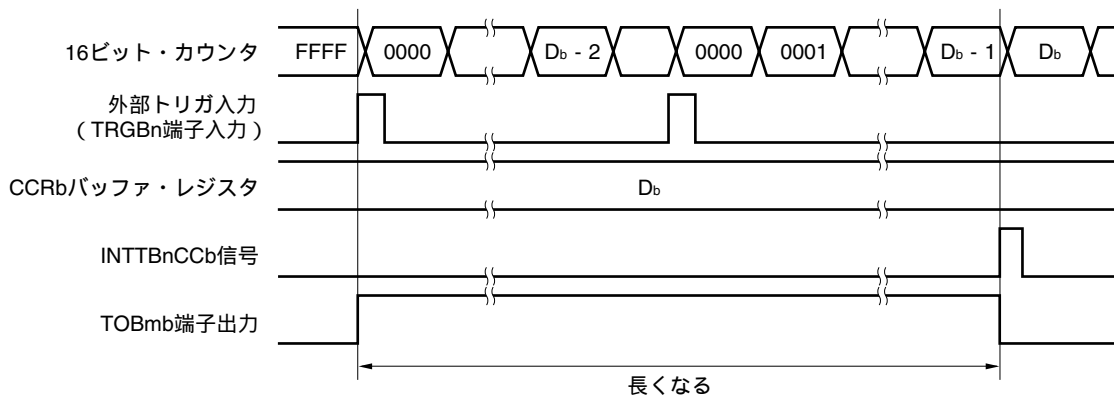 16ビット・カウンタ FFFF 0000 Db - 2 0000 0001 Db - 1 Db
外部トリガ入力
（TRGBn端子入力）
CCRbバッファ・レジスタ Db
INTTBnCCb信号
TOBmb端子出力
長くなる